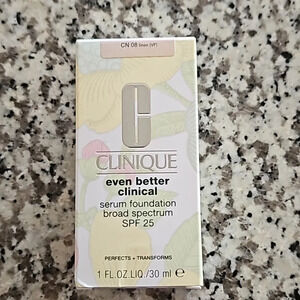 CN 08 linen (VF)
C
CLINIQUE
even better
clinical
serum foundation
broad spectrum
SPF 25
PERFECTS + TRANSFORMS
1 FL.OZ LIQ./30 ml e